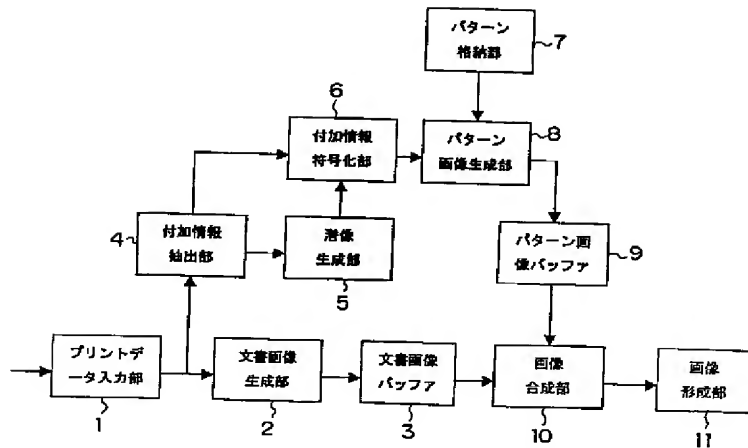 パターン
格納部
7
6
付加情報
符号化部
パターン
画像生成部
8
4
付加情報
抽出部
潜像
生成部
5
パターン画
像バッファ
9
プリントデ
ータ入力部
1
文書画像
生成部
2
文書画像
バッファ
3
画像
合成部
10
画像
形成部
11